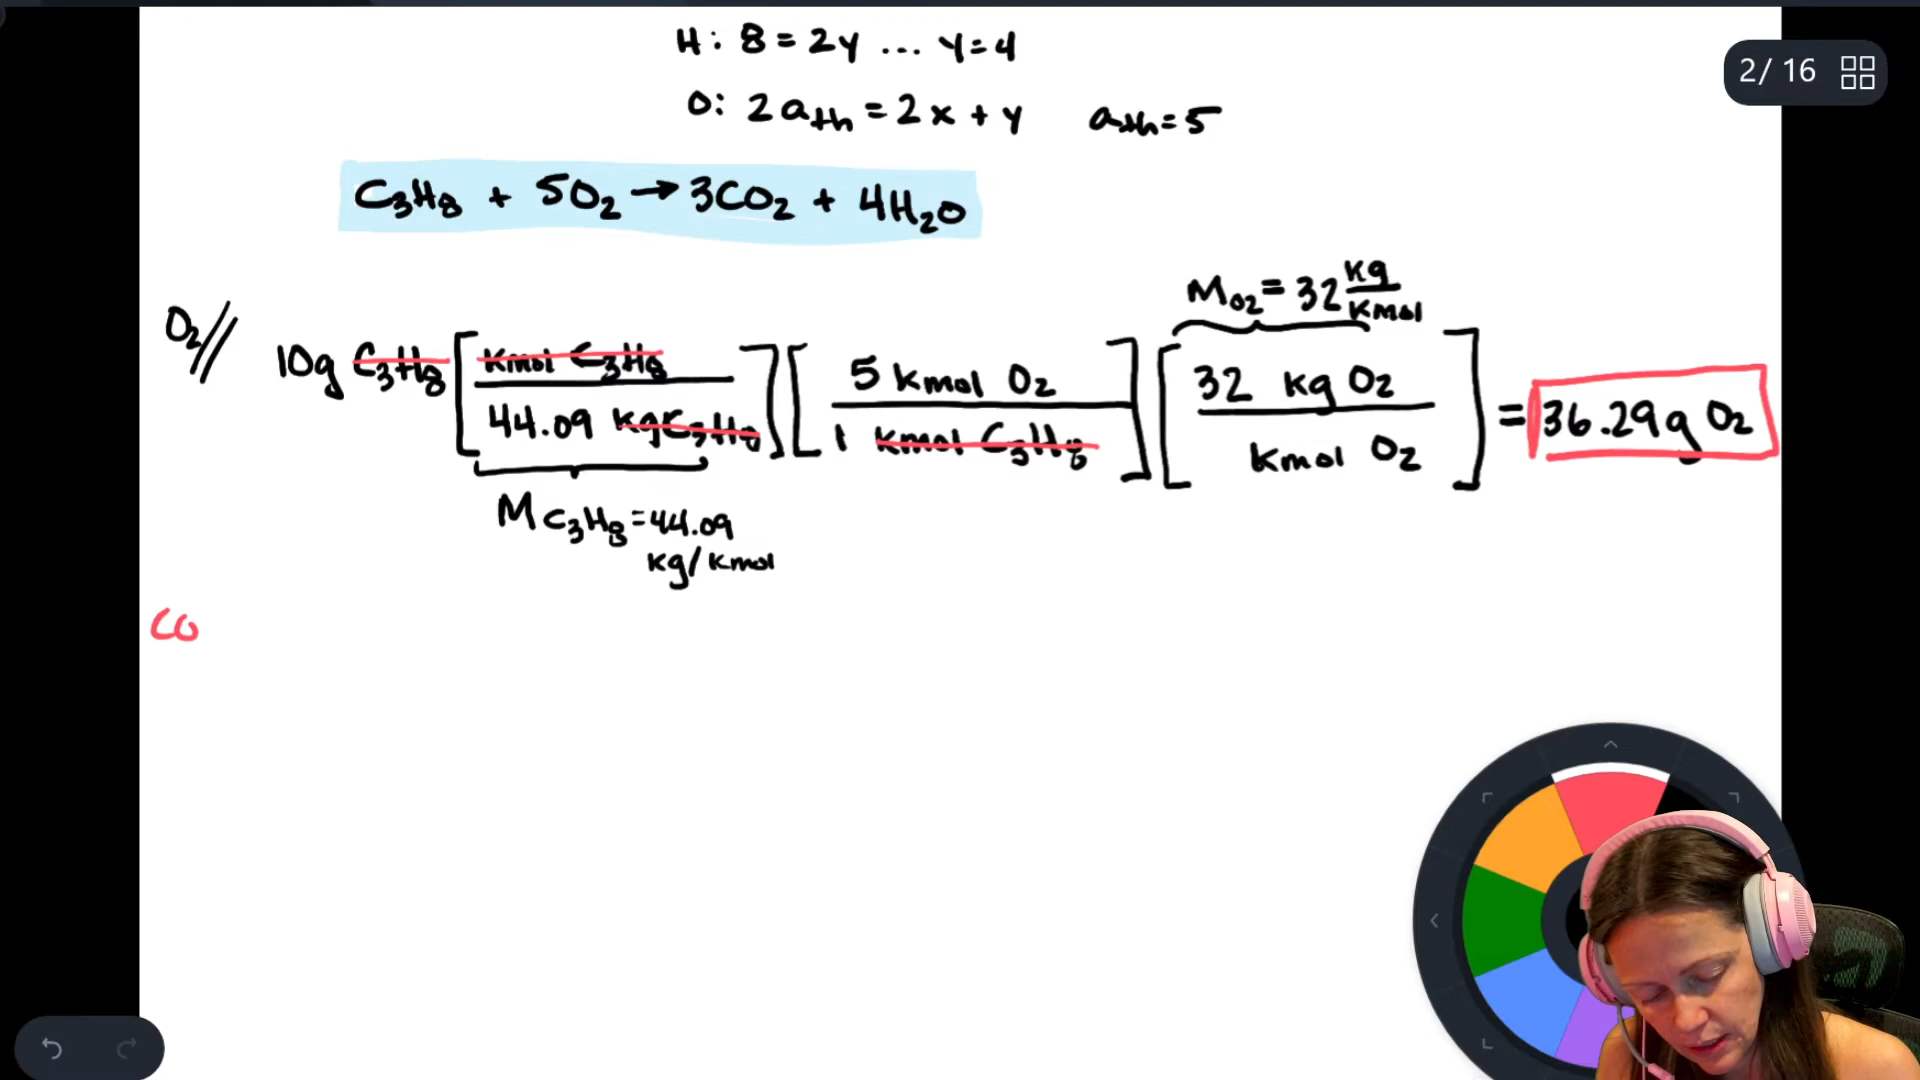 H: 8 = 2y ... y=4
2/ 16
O: 2a_th = 2x + y a_th = 5
C₃H₈ + 5O₂ → 3CO₂ + 4H₂O
M_O₂ = 32 kg/kmol
O₂// 10g C₃H₈ [kmol C₃H₈ / 44.09 kg C₃H₈] [5 kmol O₂ / 1 kmol C₃H₈] [32 kg O₂ / kmol O₂] = 36.29g O₂
M C₃H₈ = 44.09
kg/kmol
CO